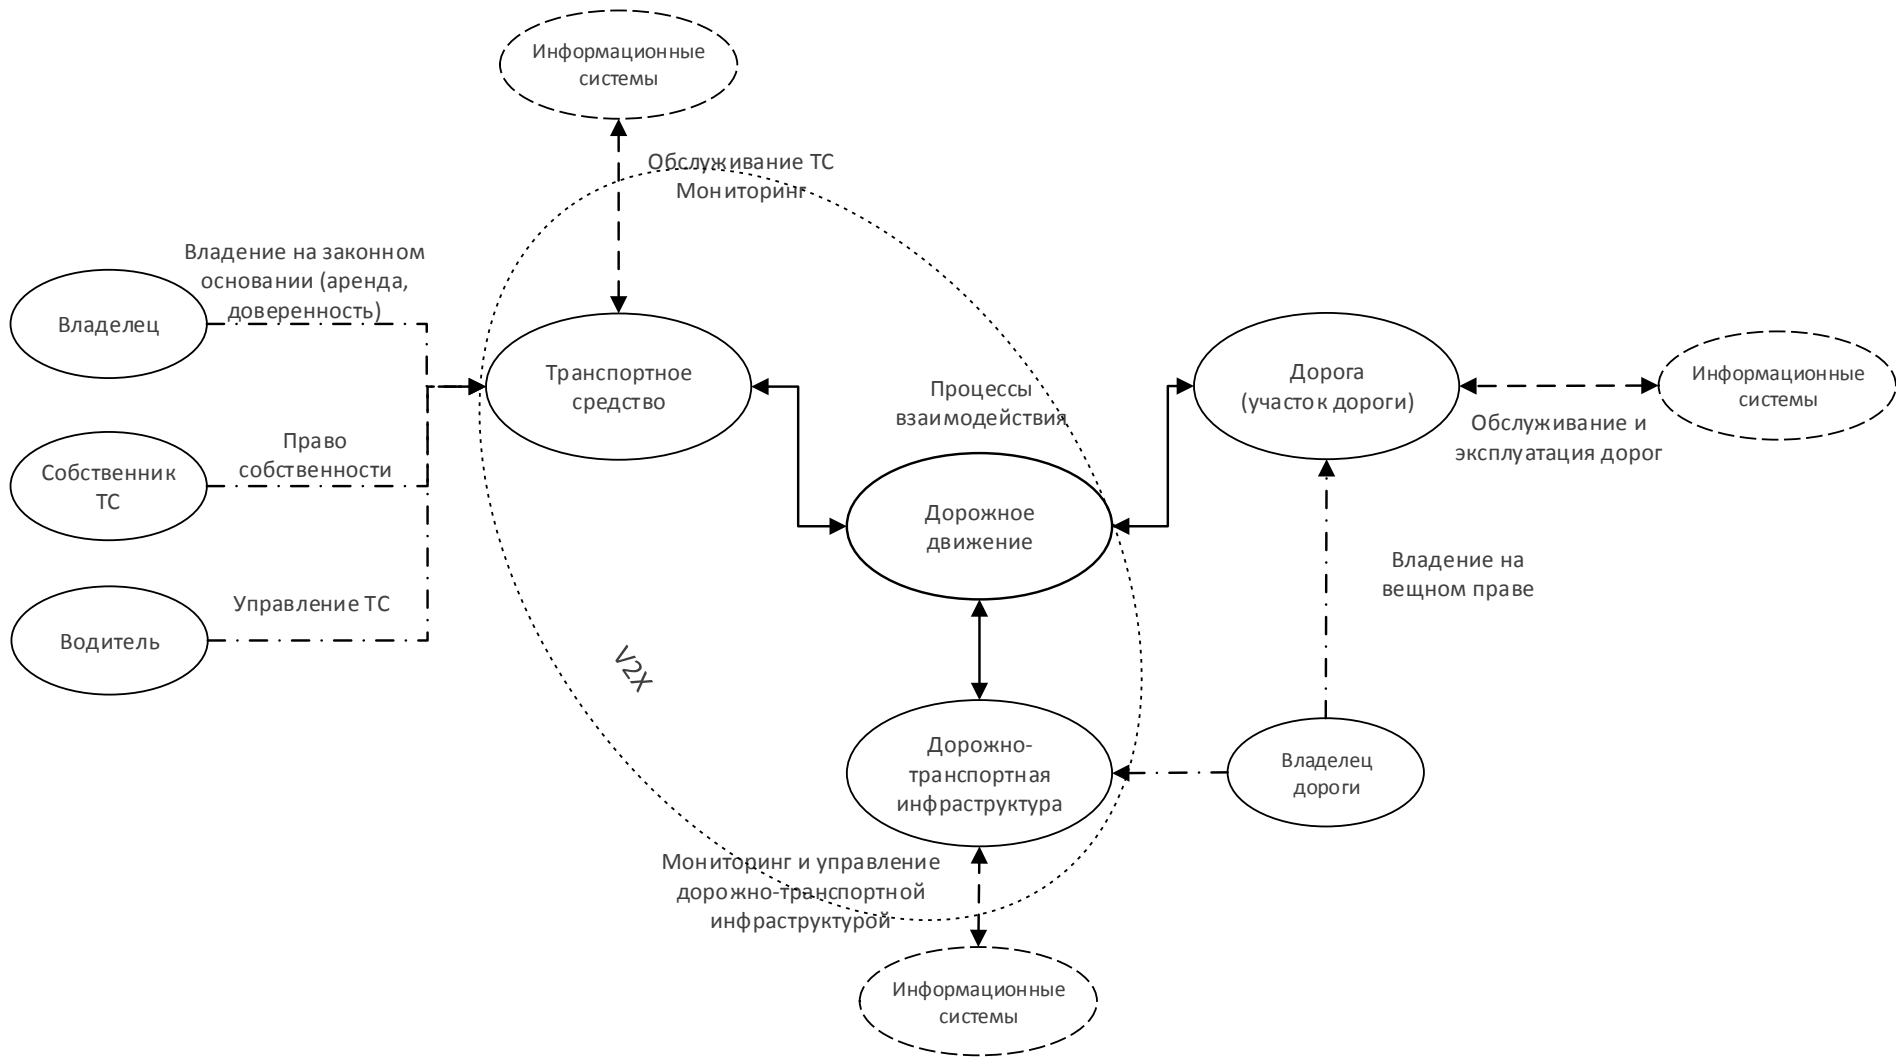 Информационные
системы
Обслуживание ТС
Мониторинг
Владение на законном
основании (аренда,
доверенность)
Владелец
Транспортное
средство
Процессы
взаимодействия
Дорога
(участок дороги)
Информационные
системы
Обслуживание и
эксплуатация дорог
Право
собственности
Собственник
ТС
Дорожное
движение
Владение на
вещном праве
Управление ТС
Водитель
V2X
Дорожно-
транспортная
инфраструктура
Владелец
дороги
Мониторинг и управление
дорожно-транспортной
инфраструктурой
Информационные
системы